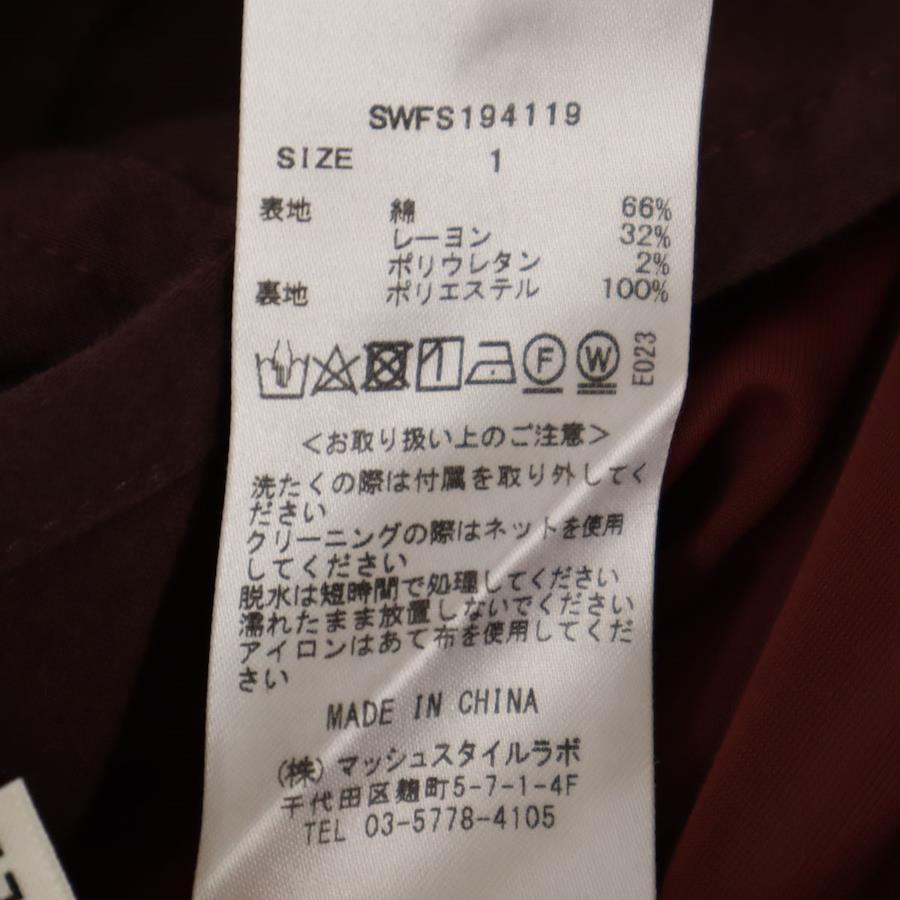 SWFS194119
SIZE 1
表地 綿 66%
レーヨン 32%
ポリウレタン 2%
裏地 ポリエステル 100%
F W E023
<お取り扱い上のご注意>
洗たくの際は付属を取り外してく
ださい
クリーニングの際はネットを使用
してください
脱水は短時間で処理してください
濡れたまま放置しないでください
アイロンはあて布を使用してくだ
さい
MADE IN CHINA
(株)マッシュスタイルラボ
千代田区麹町5-7-1-4F
TEL 03-5778-4105